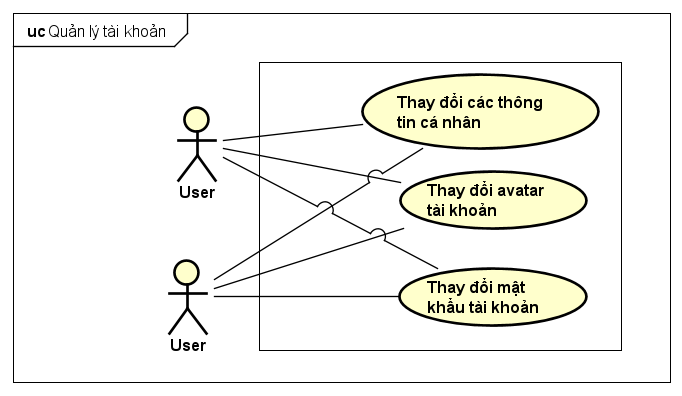 uc Quản lý tài khoản
Thay đổi các thông
tin cá nhân
User
Thay đổi avatar
tài khoản
Thay đổi mật
khẩu tài khoản
User